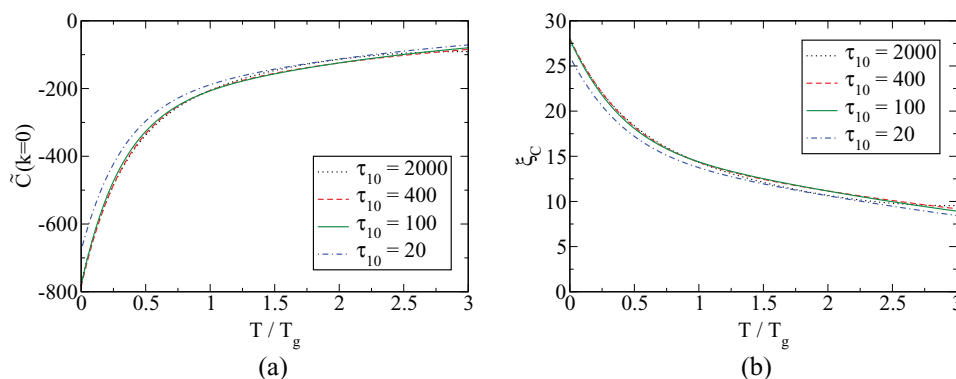 0
-200
-400
-600
-800
C̃(k=0)
τ10 = 2000
τ10 = 400
τ10 = 100
τ10 = 20
0 0.5 1 1.5 2 2.5 3
T / Tg
(a)
30
25
20
15
10
5
0
ξC
τ10 = 2000
τ10 = 400
τ10 = 100
τ10 = 20
0 0.5 1 1.5 2 2.5 3
T / Tg
(b)